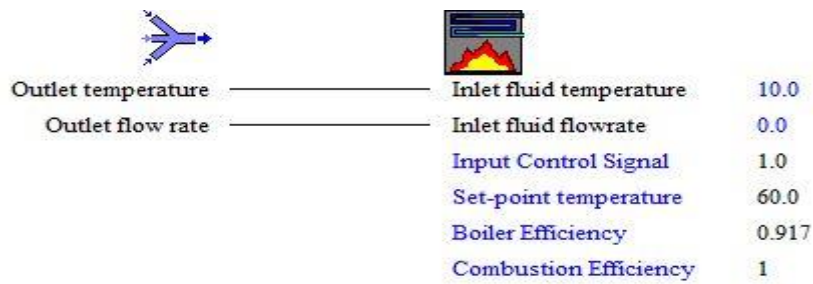 Outlet temperature Inlet fluid temperature 10.0
Outlet flow rate Inlet fluid flowrate 0.0
Input Control Signal 1.0
Set-point temperature 60.0
Boiler Efficiency 0.917
Combustion Efficiency 1